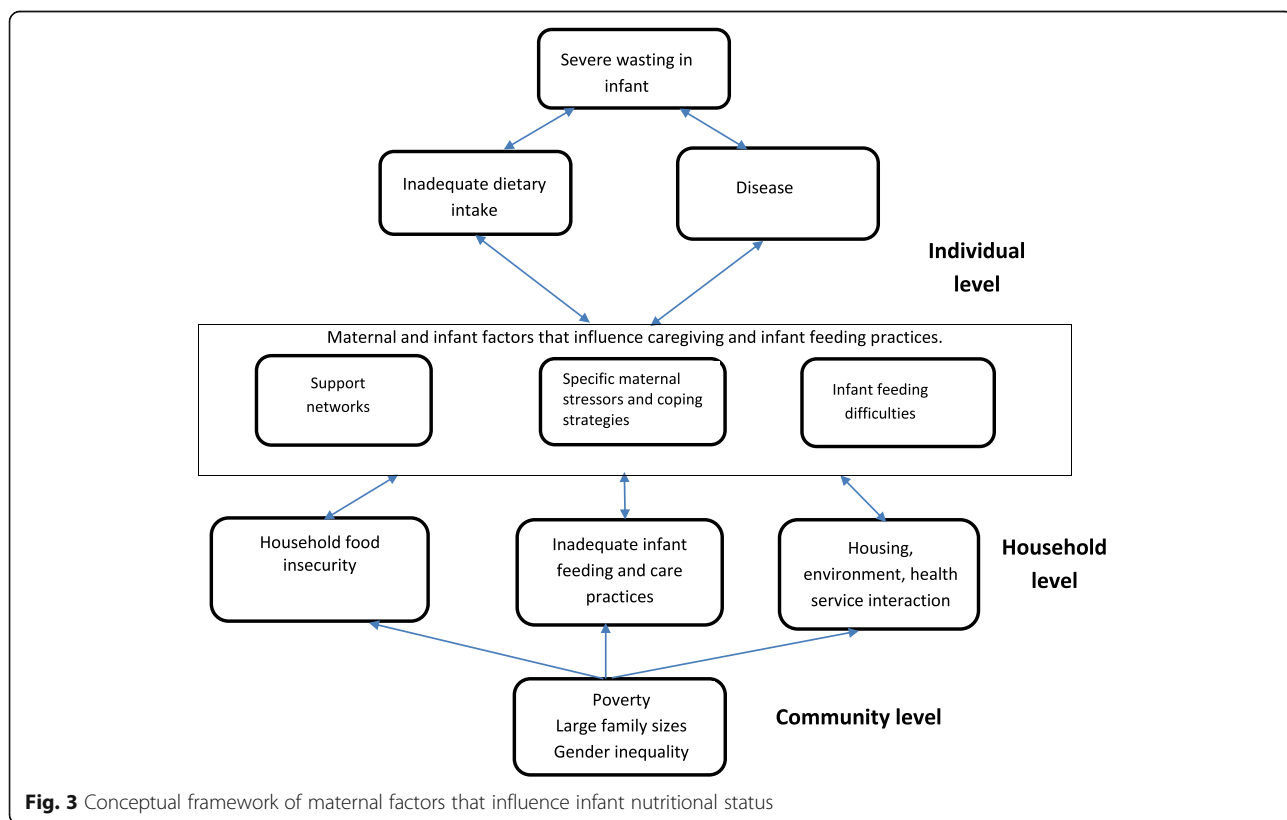 Severe wasting in
infant
Inadequate dietary
intake
Disease
Individual
level
Maternal and infant factors that influence caregiving and infant feeding practices.
Support
networks
Specific maternal
stressors and coping
strategies
Infant feeding
difficulties
Household food
insecurity
Inadequate infant
feeding and care
practices
Housing,
environment, health
service interaction
Household
level
Poverty
Large family sizes
Gender inequality
Community level
Fig. 3 Conceptual framework of maternal factors that influence infant nutritional status